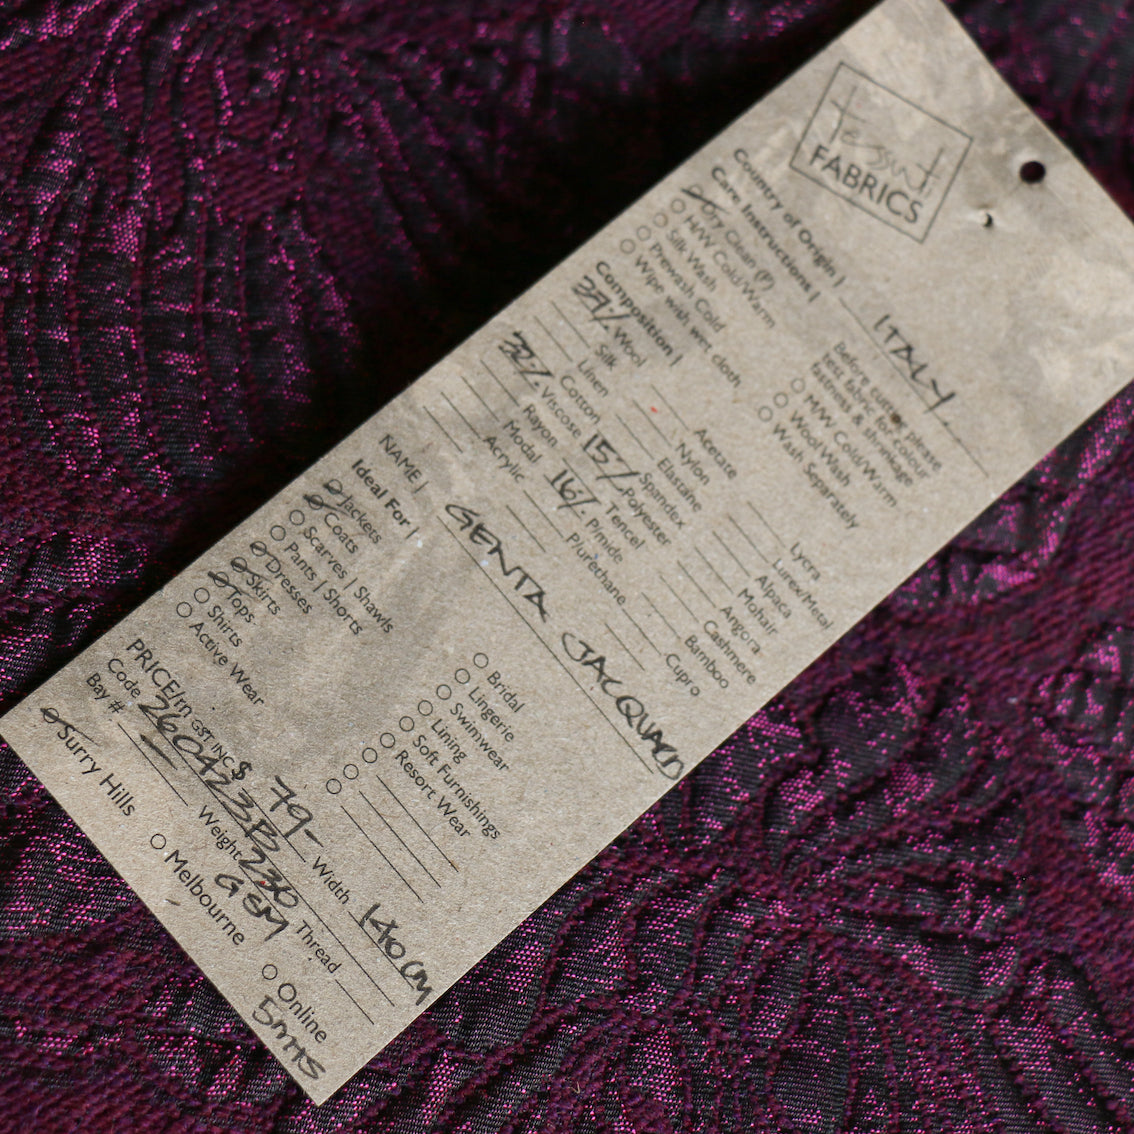 Tessuti
FABRICS
Country of Origin | ITALY
Care Instructions |
Dry Clean (P)
H/W Cold/Warm
Silk Wash
Prewash Cold
Wipe with wet cloth
Before cutting please
test fabric for colour
fastness & shrinkage
M/W Cold/Warm
Wool Wash
Wash Separately
Composition |
37% Wool
Silk
Linen
Cotton
32% Viscose
Rayon
Modal
Acrylic
Acetate
Nylon
Elastane
Spandex
15% Polyester
Tencel
16% Pmide
Plurethane
Lycra
Lurex/Metal
Alpaca
Mohair
Angora
Cashmere
Bamboo
Cupro
NAME | GENTA JACQUARD
Ideal For |
Jackets
Coats
Scarves | Shawls
Pants | Shorts
Dresses
Skirts
Tops
Shirts
Active Wear
Bridal
Lingerie
Swimwear
Lining
Soft Furnishings
Resort Wear
PRICE/m GST INC $ 79- Width 140CM
Code 260423B Weight 230 GSM Thread
Bay #
Surry Hills Melbourne Online
5mts